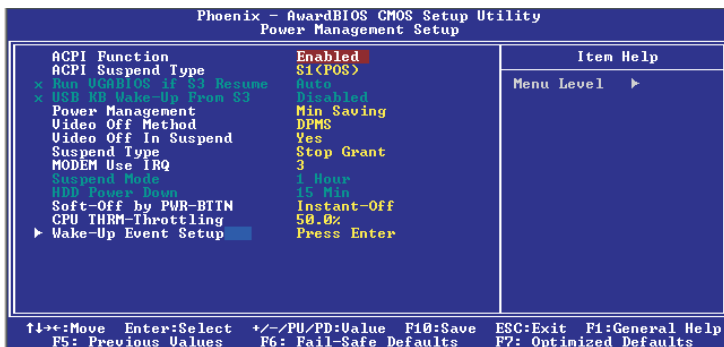 Phoenix - AwardBIOS CMOS Setup Utility
Power Management Setup
ACPI Function Enabled
ACPI Suspend Type S1(POS)
x Run VGABIOS if S3 Resume Auto
x USB KB Wake-Up From S3 Disabled
Power Management Min Saving
Video Off Method DPMS
Video Off In Suspend Yes
Suspend Type Stop Grant
MODEM Use IRQ 3
Suspend Mode 1 Hour
HDD Power Down 15 Min
Soft-Off by PWR-BTTN Instant-Off
CPU THRM-Throttling 50.0%
► Wake-Up Event Setup Press Enter
Item Help
Menu Level ►
↑↓→←:Move Enter:Select +/-/PU/PD:Value F10:Save ESC:Exit F1:General Help
F5: Previous Values F6: Fail-Safe Defaults F7: Optimized Defaults